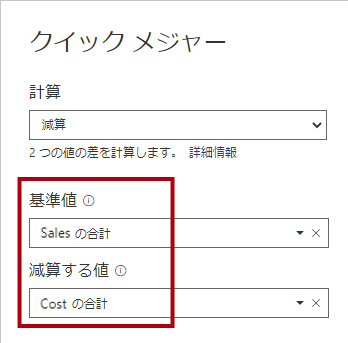 クイック メジャー
計算
減算
2 つの値の差を計算します。 詳細情報
基準値
Sales の合計
減算する値
Cost の合計